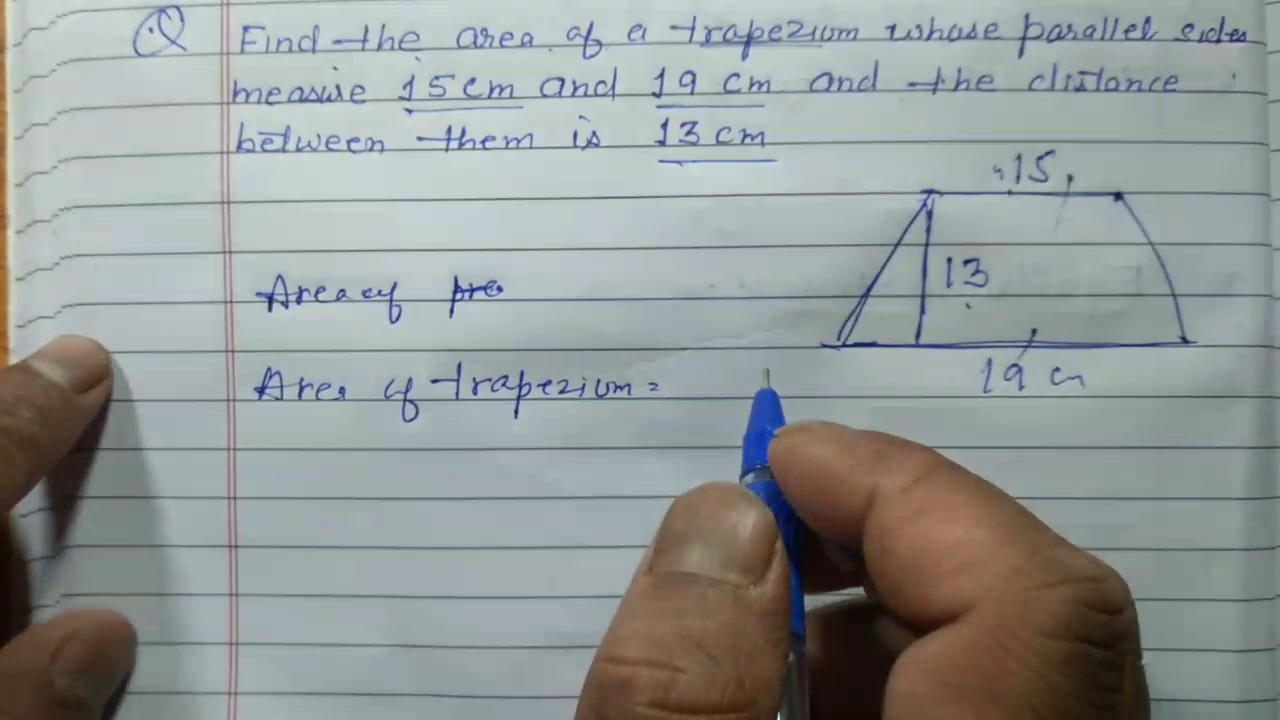 Q Find the area of a trapezium whose parallel sides
measure 15 cm and 19 cm and the distance
between them is 13 cm
15
13
Area of
Area of trapezium =
19 cm